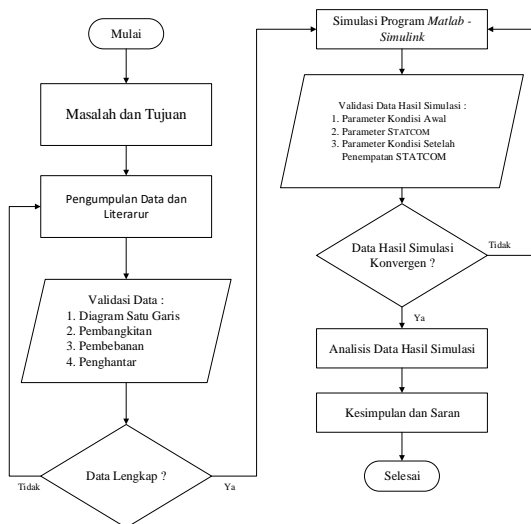 Mulai
Masalah dan Tujuan
Pengumpulan Data dan
Literarur
Validasi Data :
1. Diagram Satu Garis
2. Pembangkitan
3. Pembebanan
4. Penghantar
Data Lengkap ?
Tidak
Ya
Simulasi Program Matlab -
Simulink
Validasi Data Hasil Simulasi :
1. Parameter Kondisi Awal
2. Parameter STATCOM
3. Parameter Kondisi Setelah
Penempatan STATCOM
Data Hasil Simulasi
Konvergen ?
Tidak
Ya
Analisis Data Hasil Simulasi
Kesimpulan dan Saran
Selesai